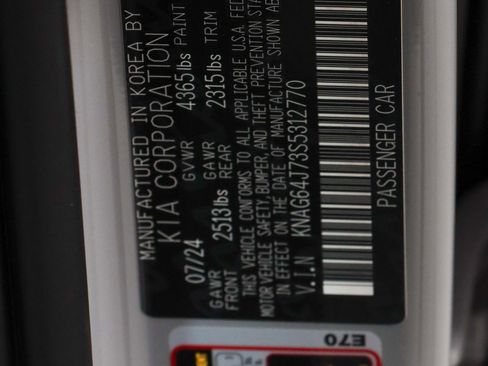 MANUFACTURED IN KOREA BY
KIA CORPORATION
07/24 GVWR 4365lbs PAINT
GAWR FRONT 2513lbs GAWR REAR 2315lbs TRIM
THIS VEHICLE CONFORMS TO ALL APPLICABLE U.S.A. FED
MOTOR VEHICLE SAFETY, BUMPER, AND THEFT PREVENTION STA
IN EFFECT ON THE DATE OF MANUFACTURE SHOWN AB
V.I.N KNAG64J73S5312770
PASSENGER CAR
E70